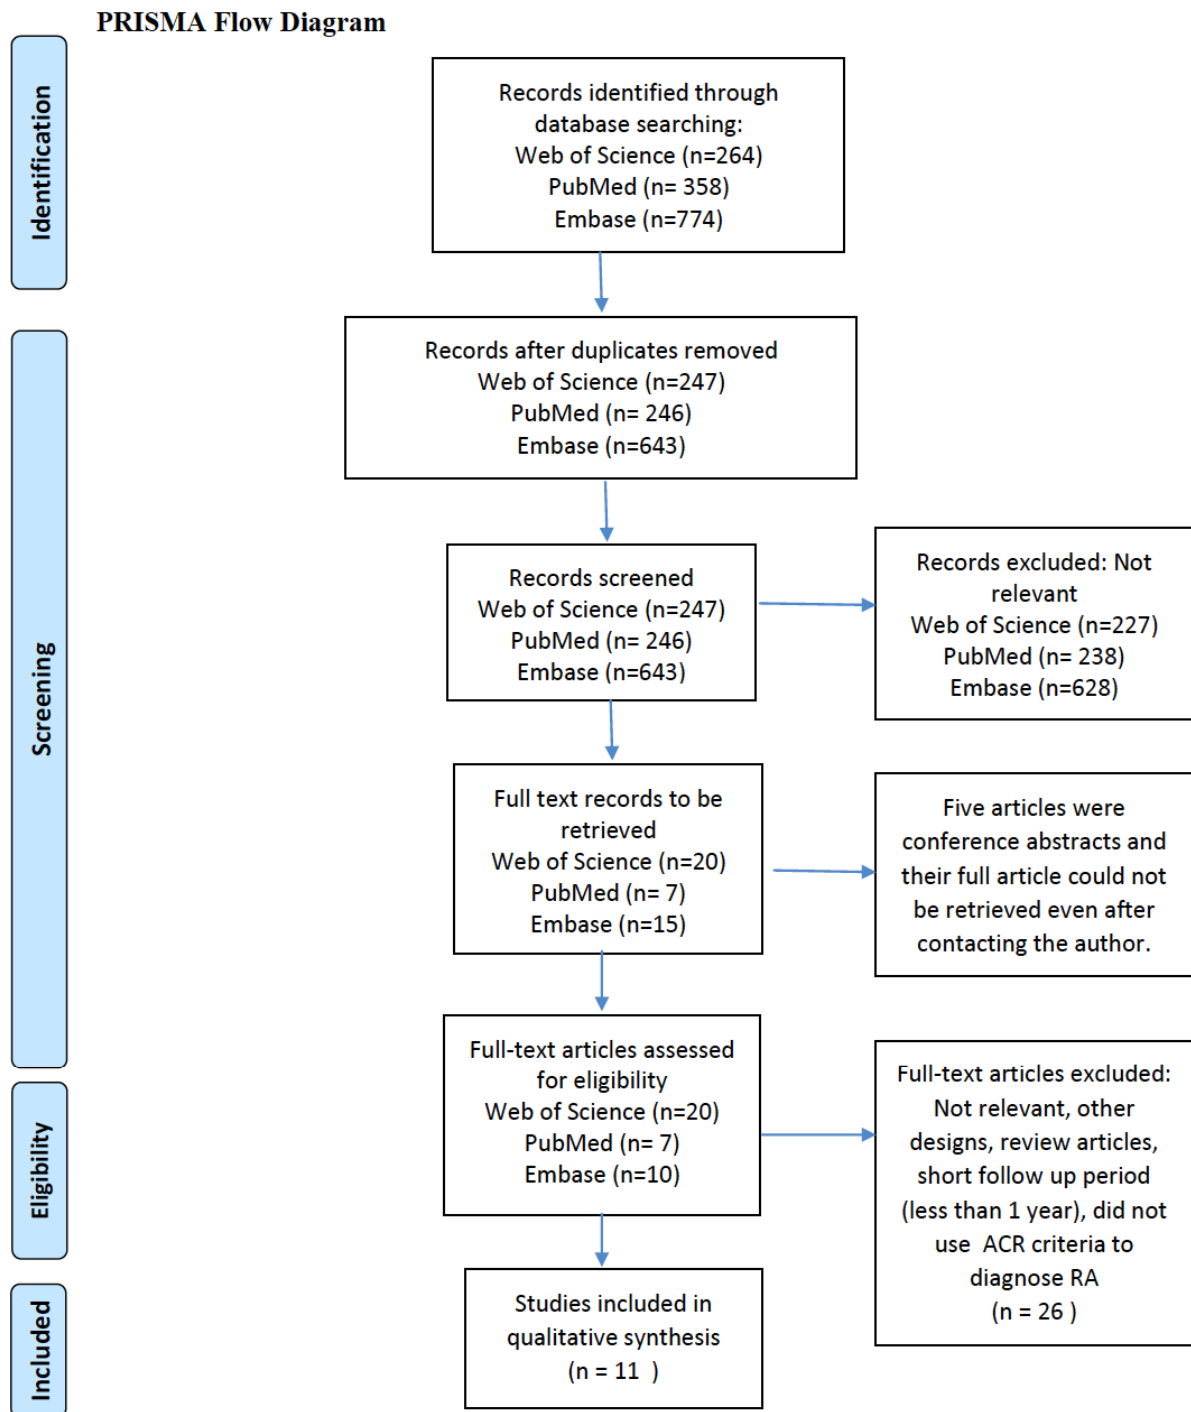 PRISMA Flow Diagram
Identification
Records identified through
database searching:
Web of Science (n=264)
PubMed (n= 358)
Embase (n=774)
Screening
Records after duplicates removed
Web of Science (n=247)
PubMed (n= 246)
Embase (n=643)
Records screened
Web of Science (n=247)
PubMed (n= 246)
Embase (n=643)
Records excluded: Not
relevant
Web of Science (n=227)
PubMed (n= 238)
Embase (n=628)
Full text records to be
retrieved
Web of Science (n=20)
PubMed (n= 7)
Embase (n=15)
Five articles were
conference abstracts and
their full article could not
be retrieved even after
contacting the author.
Eligibility
Full-text articles assessed
for eligibility
Web of Science (n=20)
PubMed (n= 7)
Embase (n=10)
Full-text articles excluded:
Not relevant, other
designs, review articles,
short follow up period
(less than 1 year), did not
use ACR criteria to
diagnose RA
(n = 26 )
Included
Studies included in
qualitative synthesis
(n = 11 )